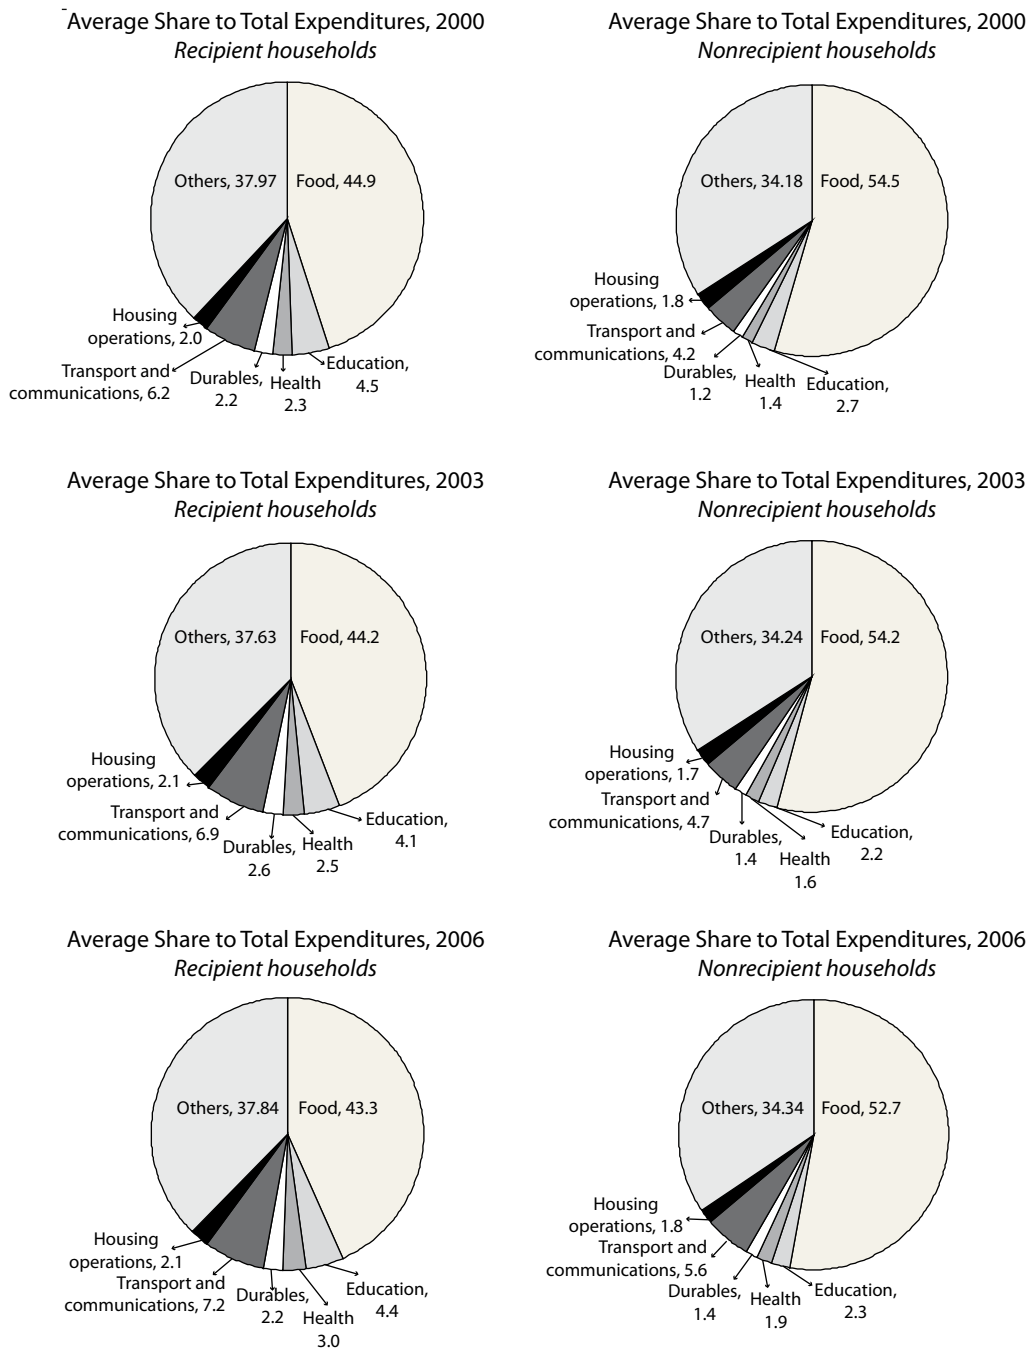 Average Share to Total Expenditures, 2000
Recipient households
Others, 37.97
Food, 44.9
Housing
operations, 2.0
Transport and
communications, 6.2
Durables,
2.2
Health
2.3
Education,
4.5
Average Share to Total Expenditures, 2000
Nonrecipient households
Others, 34.18
Food, 54.5
Housing
operations, 1.8
Transport and
communications, 4.2
Durables,
1.2
Health
1.4
Education,
2.7
Average Share to Total Expenditures, 2003
Recipient households
Others, 37.63
Food, 44.2
Housing
operations, 2.1
Transport and
communications, 6.9
Durables,
2.6
Health
2.5
Education,
4.1
Average Share to Total Expenditures, 2003
Nonrecipient households
Others, 34.24
Food, 54.2
Housing
operations, 1.7
Transport and
communications, 4.7
Durables,
1.4
Health
1.6
Education,
2.2
Average Share to Total Expenditures, 2006
Recipient households
Others, 37.84
Food, 43.3
Housing
operations, 2.1
Transport and
communications, 7.2
Durables,
2.2
Health
3.0
Education,
4.4
Average Share to Total Expenditures, 2006
Nonrecipient households
Others, 34.34
Food, 52.7
Housing
operations, 1.8
Transport and
communications, 5.6
Durables,
1.4
Health
1.9
Education,
2.3